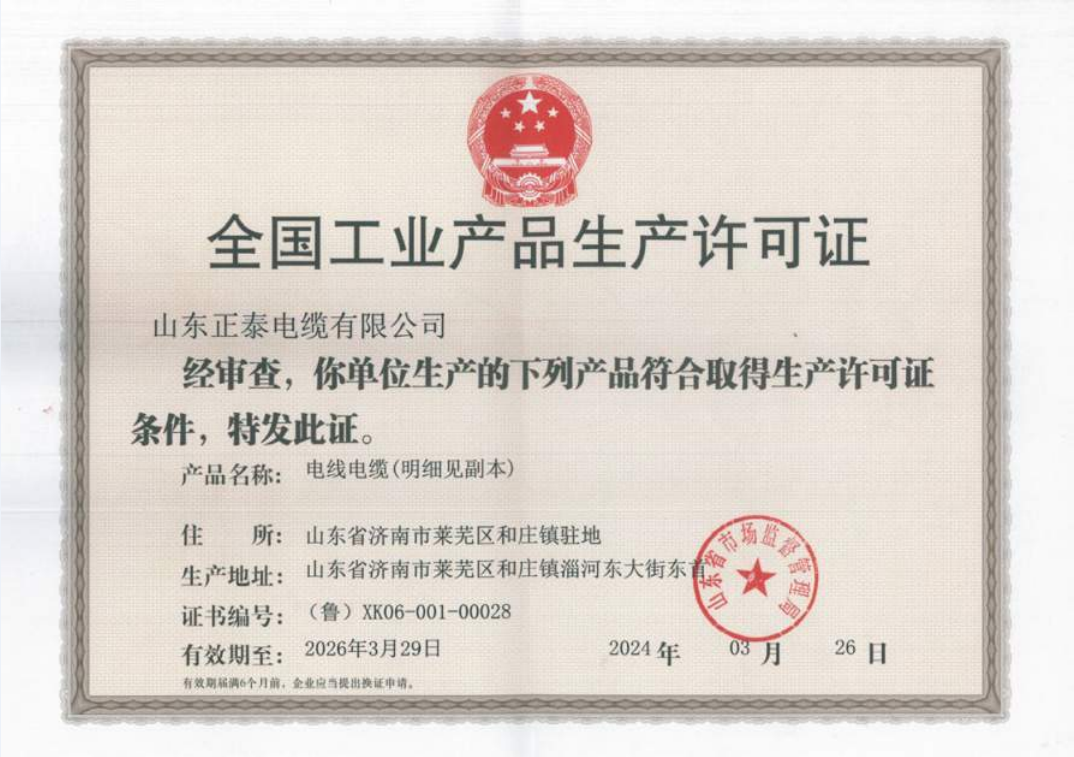 全国工业产品生产许可证
山东正泰电缆有限公司
经审查，你单位生产的下列产品符合取得生产许可证
条件，特发此证。
产品名称： 电线电缆(明细见副本)
住 所： 山东省济南市莱芜区和庄镇驻地
生产地址： 山东省济南市莱芜区和庄镇淄河东大街东首
证书编号： （鲁）XK06-001-00028
有效期至： 2026年3月29日
2024 年 03 月 26 日
有效期届满6个月前，企业应当提出换证申请。
山东省市场监督管理局